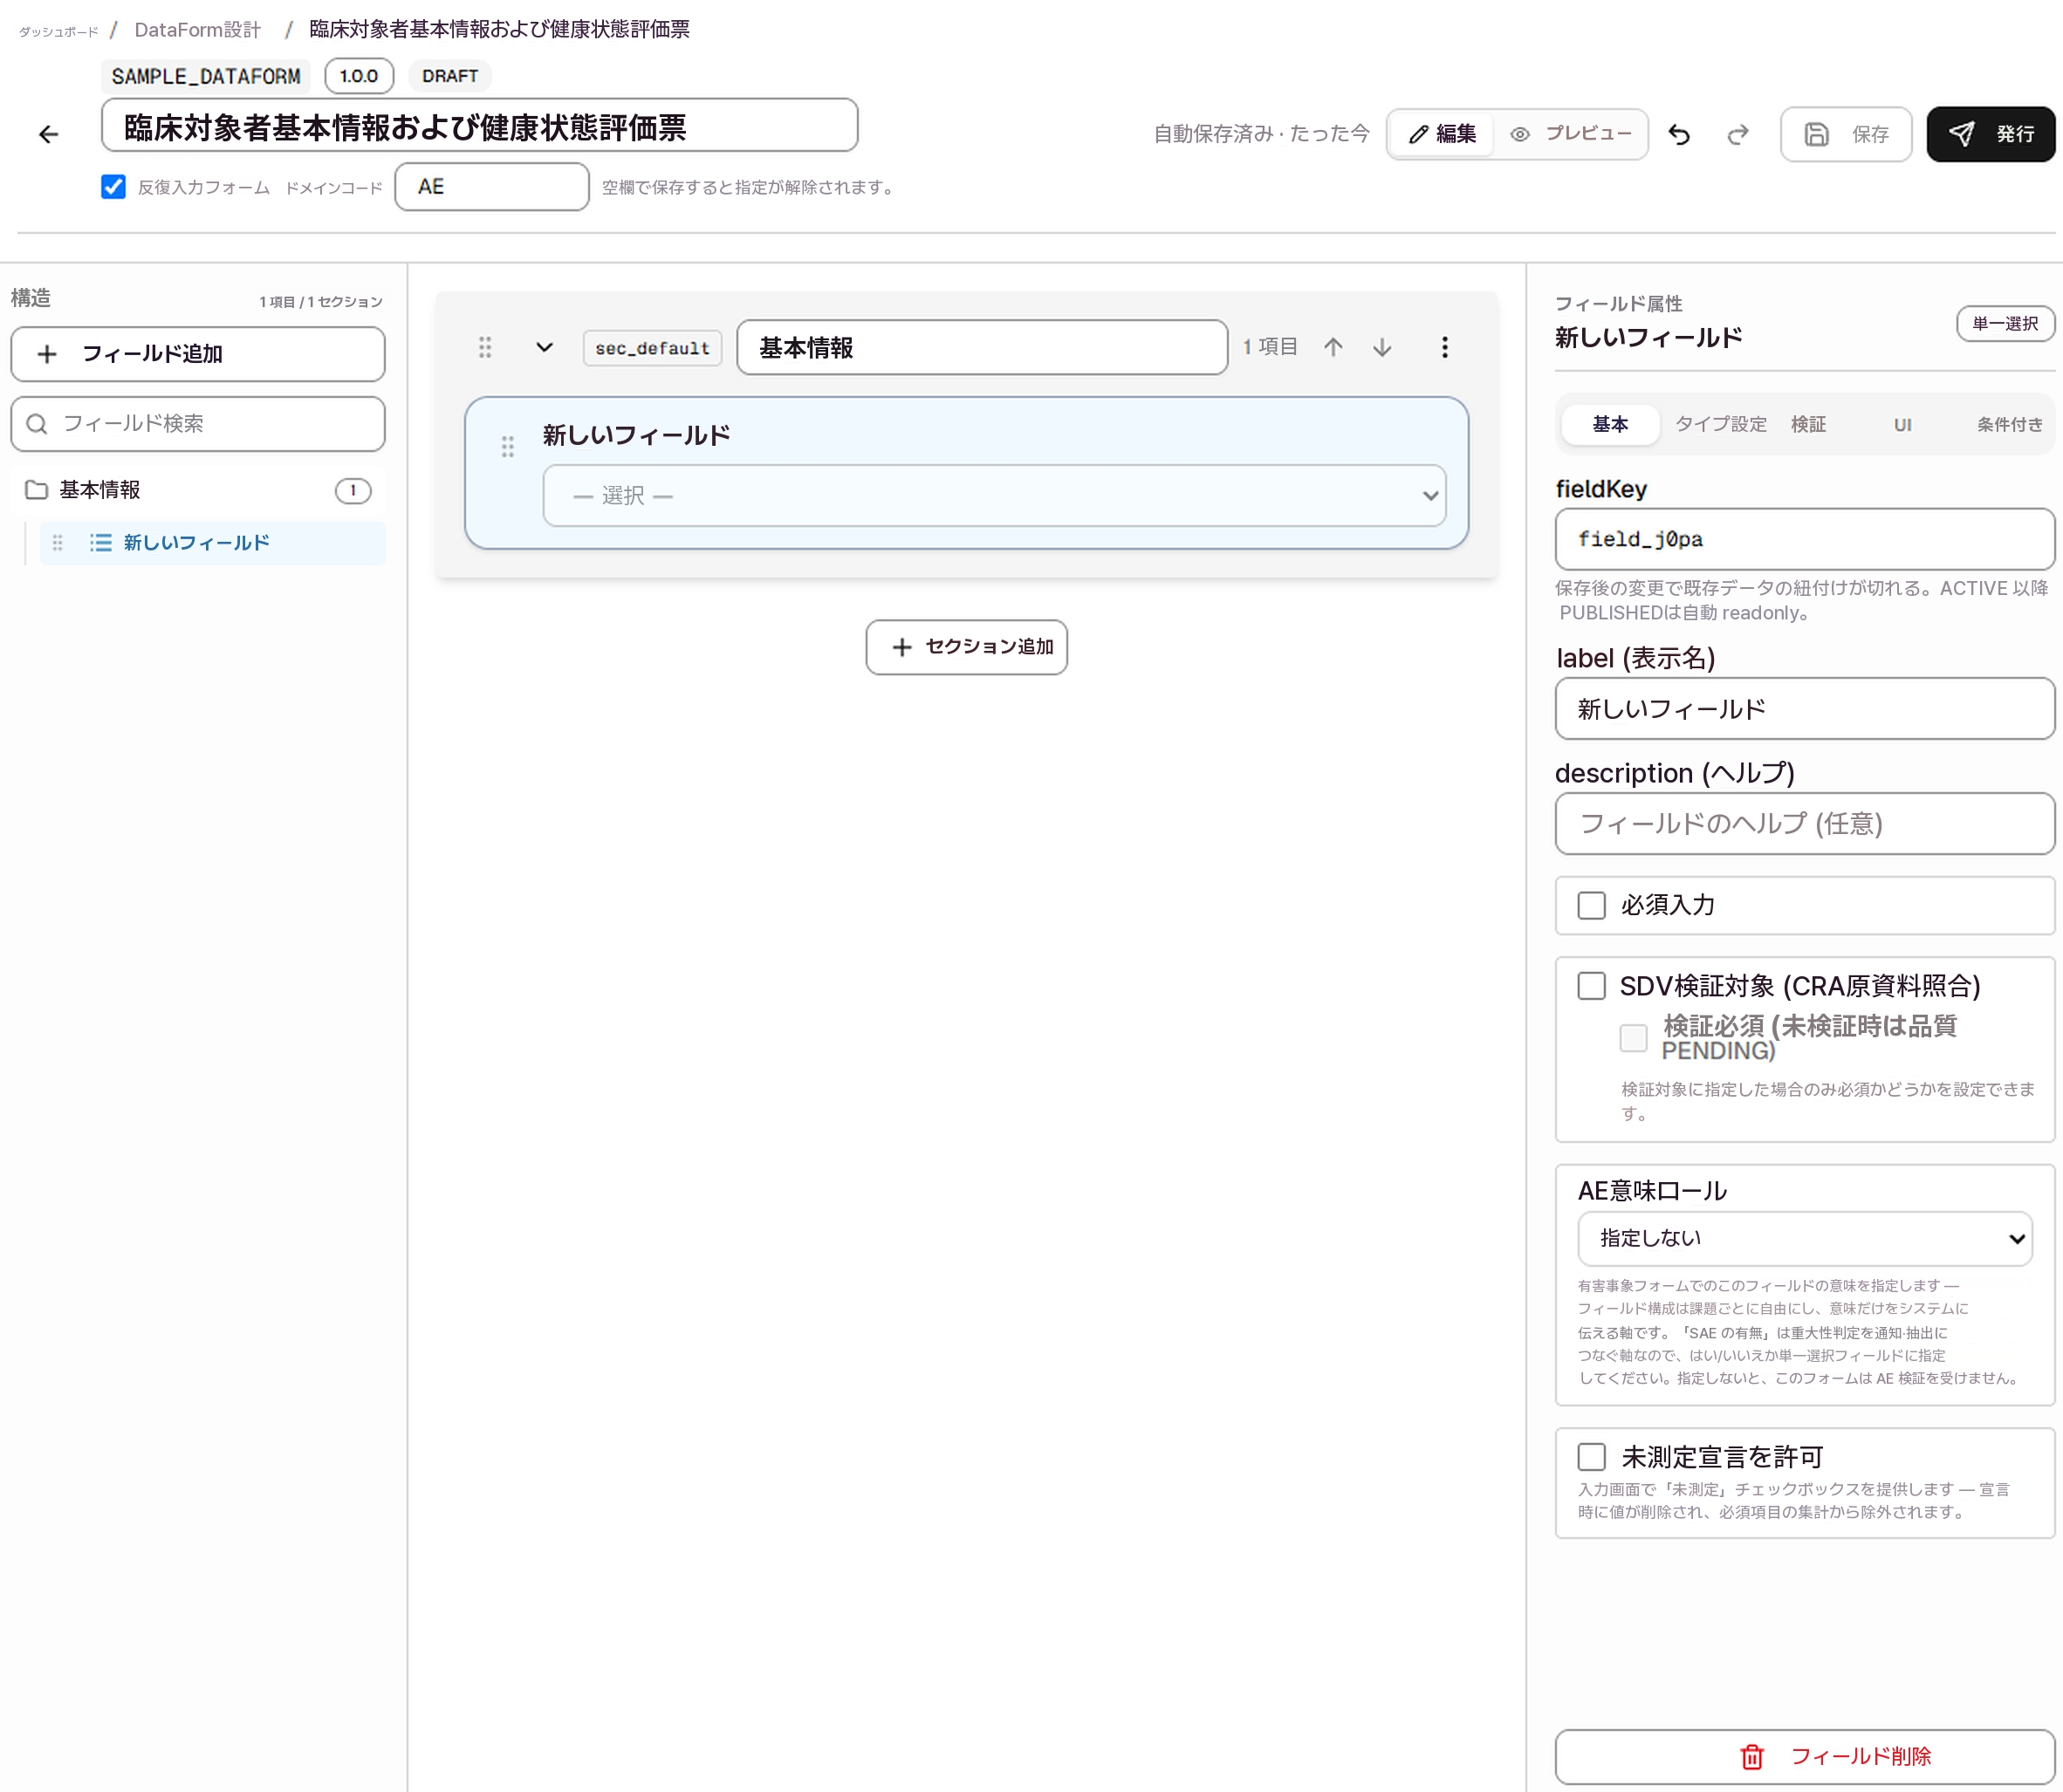 ダッシュボード / DataForm設計 / 臨床対象者基本情報および健康状態評価票
SAMPLE_DATAFORM 1.0.0 DRAFT
臨床対象者基本情報および健康状態評価票
自動保存済み · たった今 編集 プレビュー 保存 発行
反復入力フォーム ドメインコード AE 空欄で保存すると指定が解除されます。
構造 1 項目 / 1 セクション
フィールド追加
フィールド検索
基本情報 1
新しいフィールド
sec_default 基本情報 1 項目
新しいフィールド
— 選択 —
セクション追加
フィールド属性
新しいフィールド
単一選択
基本 タイプ設定 検証 UI 条件付き
fieldKey
field_j0pa
保存後の変更で既存データの紐付けが切れる。ACTIVE 以降
PUBLISHEDは自動 readonly。
label (表示名)
新しいフィールド
description (ヘルプ)
フィールドのヘルプ (任意)
必須入力
SDV検証対象 (CRA原資料照合)
検証必須 (未検証時は品質
PENDING)
検証対象に指定した場合のみ必須かどうかを設定できま
す。
AE意味ロール
指定しない
有害事象フォームでのこのフィールドの意味を指定します —
フィールド構成は課題ごとに自由にし、意味だけをシステムに
伝える軸です。「SAE の有無」は重大性判定を通知·抽出に
つなぐ軸なので、はい/いいえか単一選択フィールドに指定
してください。指定しないと、このフォームは AE 検証を受けません。
未測定宣言を許可
入力画面で「未測定」チェックボックスを提供します — 宣言
時に値が削除され、必須項目の集計から除外されます。
フィールド削除